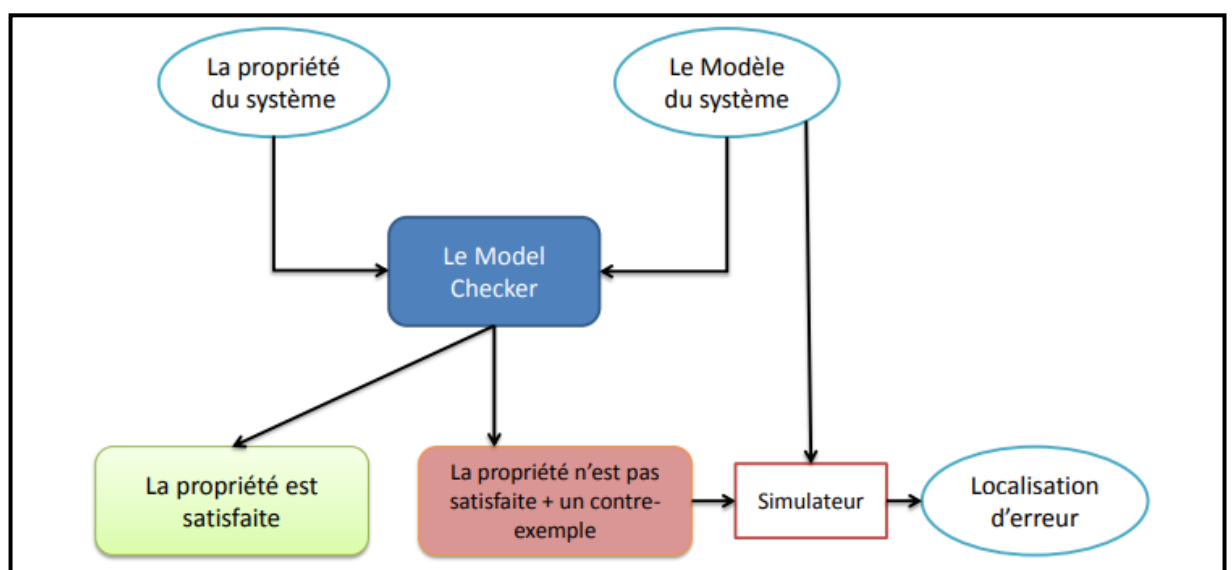 La propriété
du système
Le Modèle
du système
Le Model
Checker
La propriété est
satisfaite
La propriété n’est pas
satisfaite + un contre-
exemple
Simulateur
Localisation
d’erreur